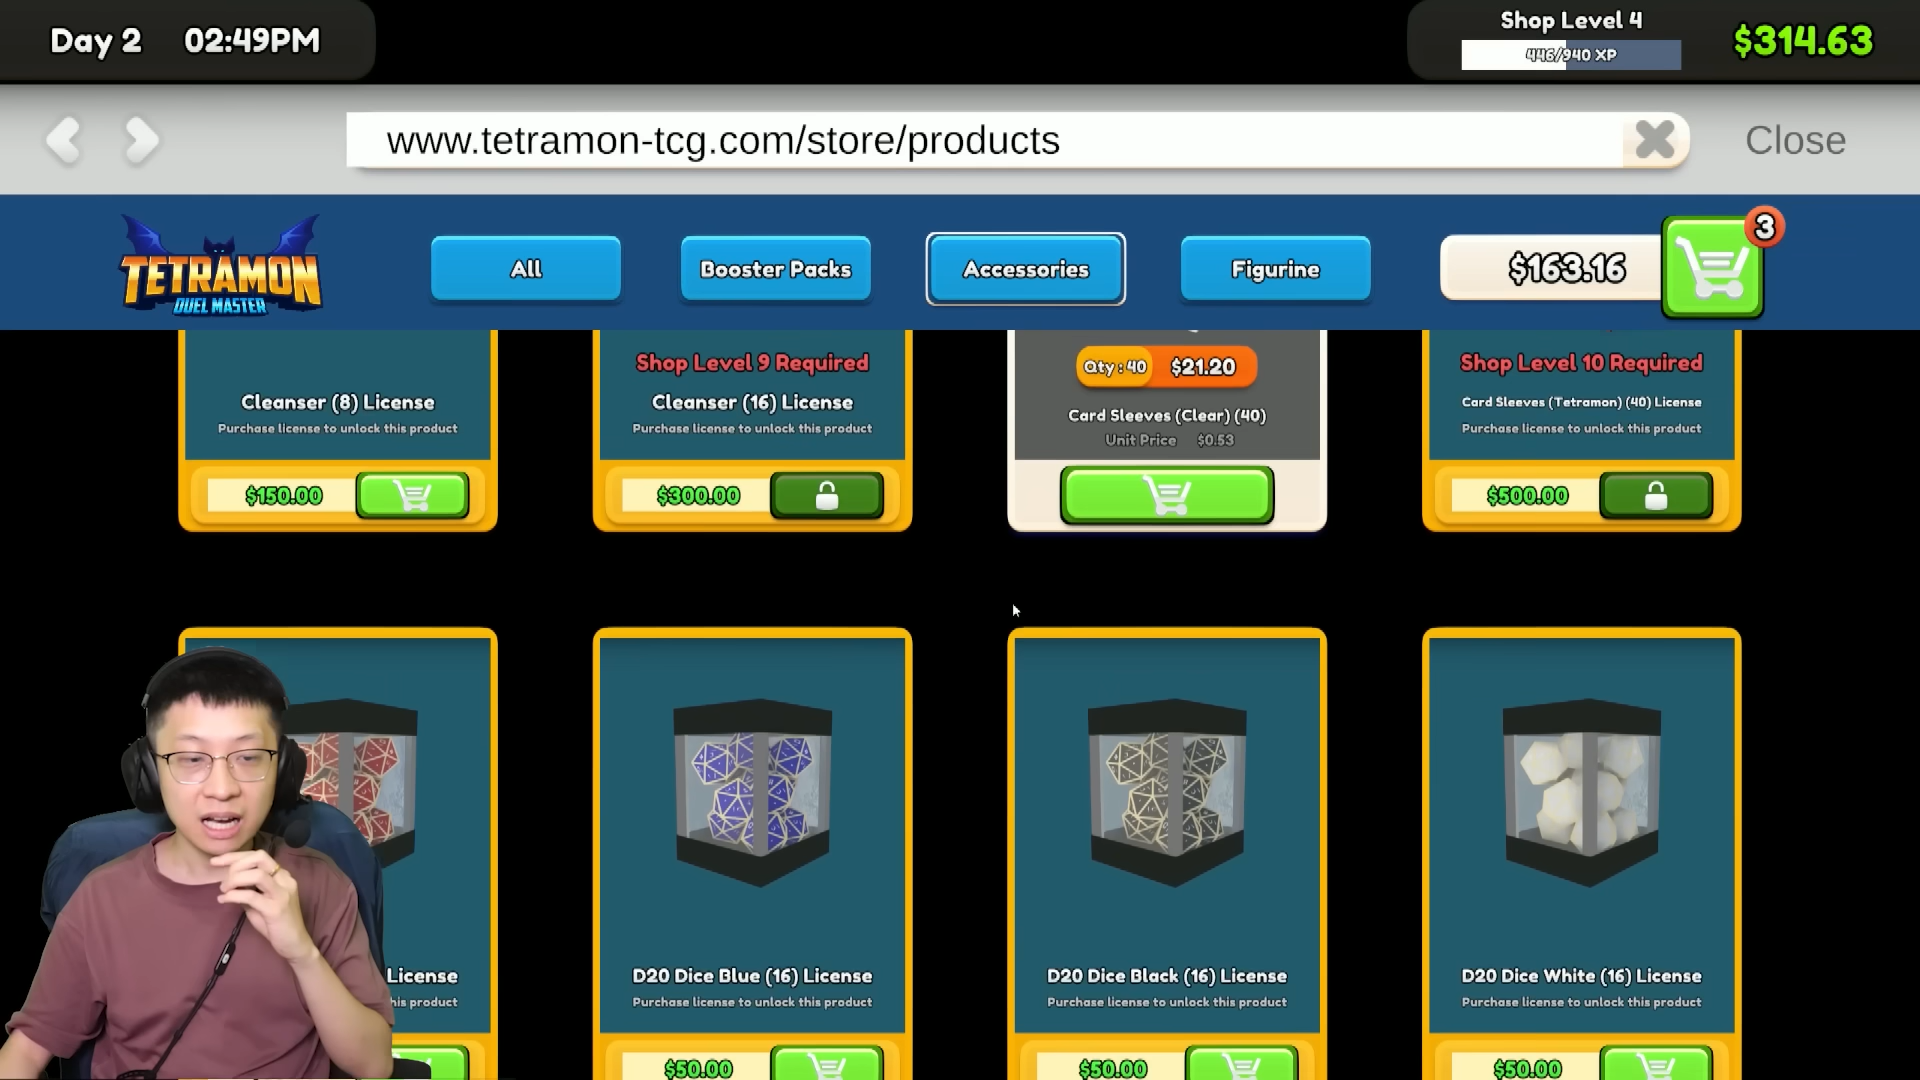 Day 2 02:49PM
Shop Level 4
446/940 XP
$314.63
www.tetramon-tcg.com/store/products
Close
TETRAMON
DUEL MASTER
All
Booster Packs
Accessories
Figurine
$163.16
3
Cleanser (8) License
Purchase license to unlock this product
$150.00
Shop Level 9 Required
Cleanser (16) License
Purchase license to unlock this product
$300.00
Qty : 40 $21.20
Card Sleeves (Clear) (40)
Unit Price $0.53
Shop Level 10 Required
Card Sleeves (Tetramon) (40) License
Purchase license to unlock this product
$500.00
License
his product
D20 Dice Blue (16) License
Purchase license to unlock this product
$50.00
D20 Dice Black (16) License
Purchase license to unlock this product
$50.00
D20 Dice White (16) License
Purchase license to unlock this product
$50.00